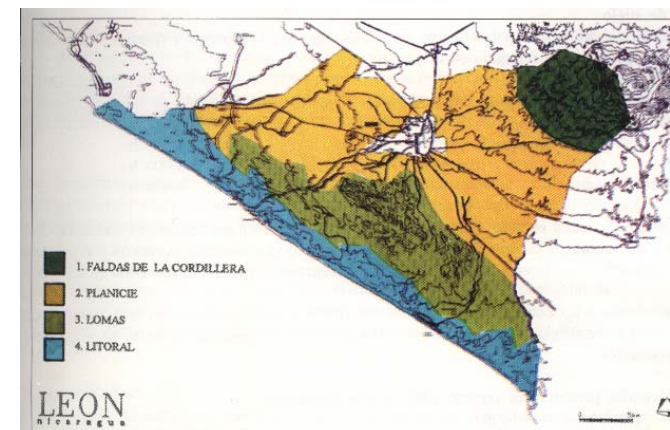 1. FALDAS DE LA CORDILLERA
2. PLANICIE
3. LOMAS
4. LITORAL
LEON
nicaragua